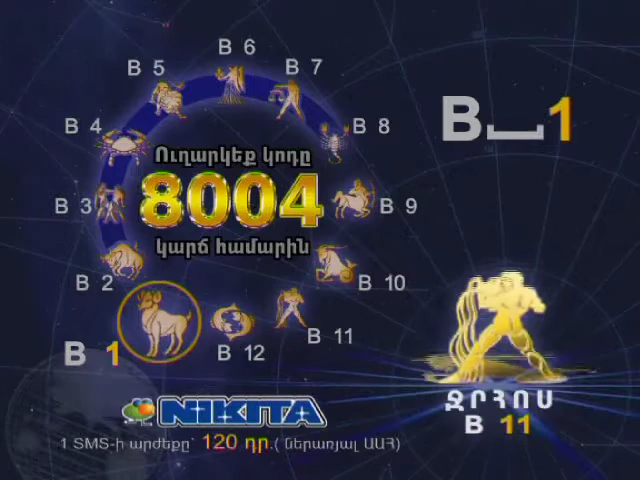 B 6
B 5
B 7
B 4
B 8
B 3
B 9
B 2
B 10
B 1
B 12
B 11
Ուղարկեք կոդը
8004
կարճ համարին
B⎵1
ՋՐՀՈՍ
B 11
NIKITA
1 SMS-ի արժեքը՝ 120 դր.( ներառյալ ԱԱՀ)